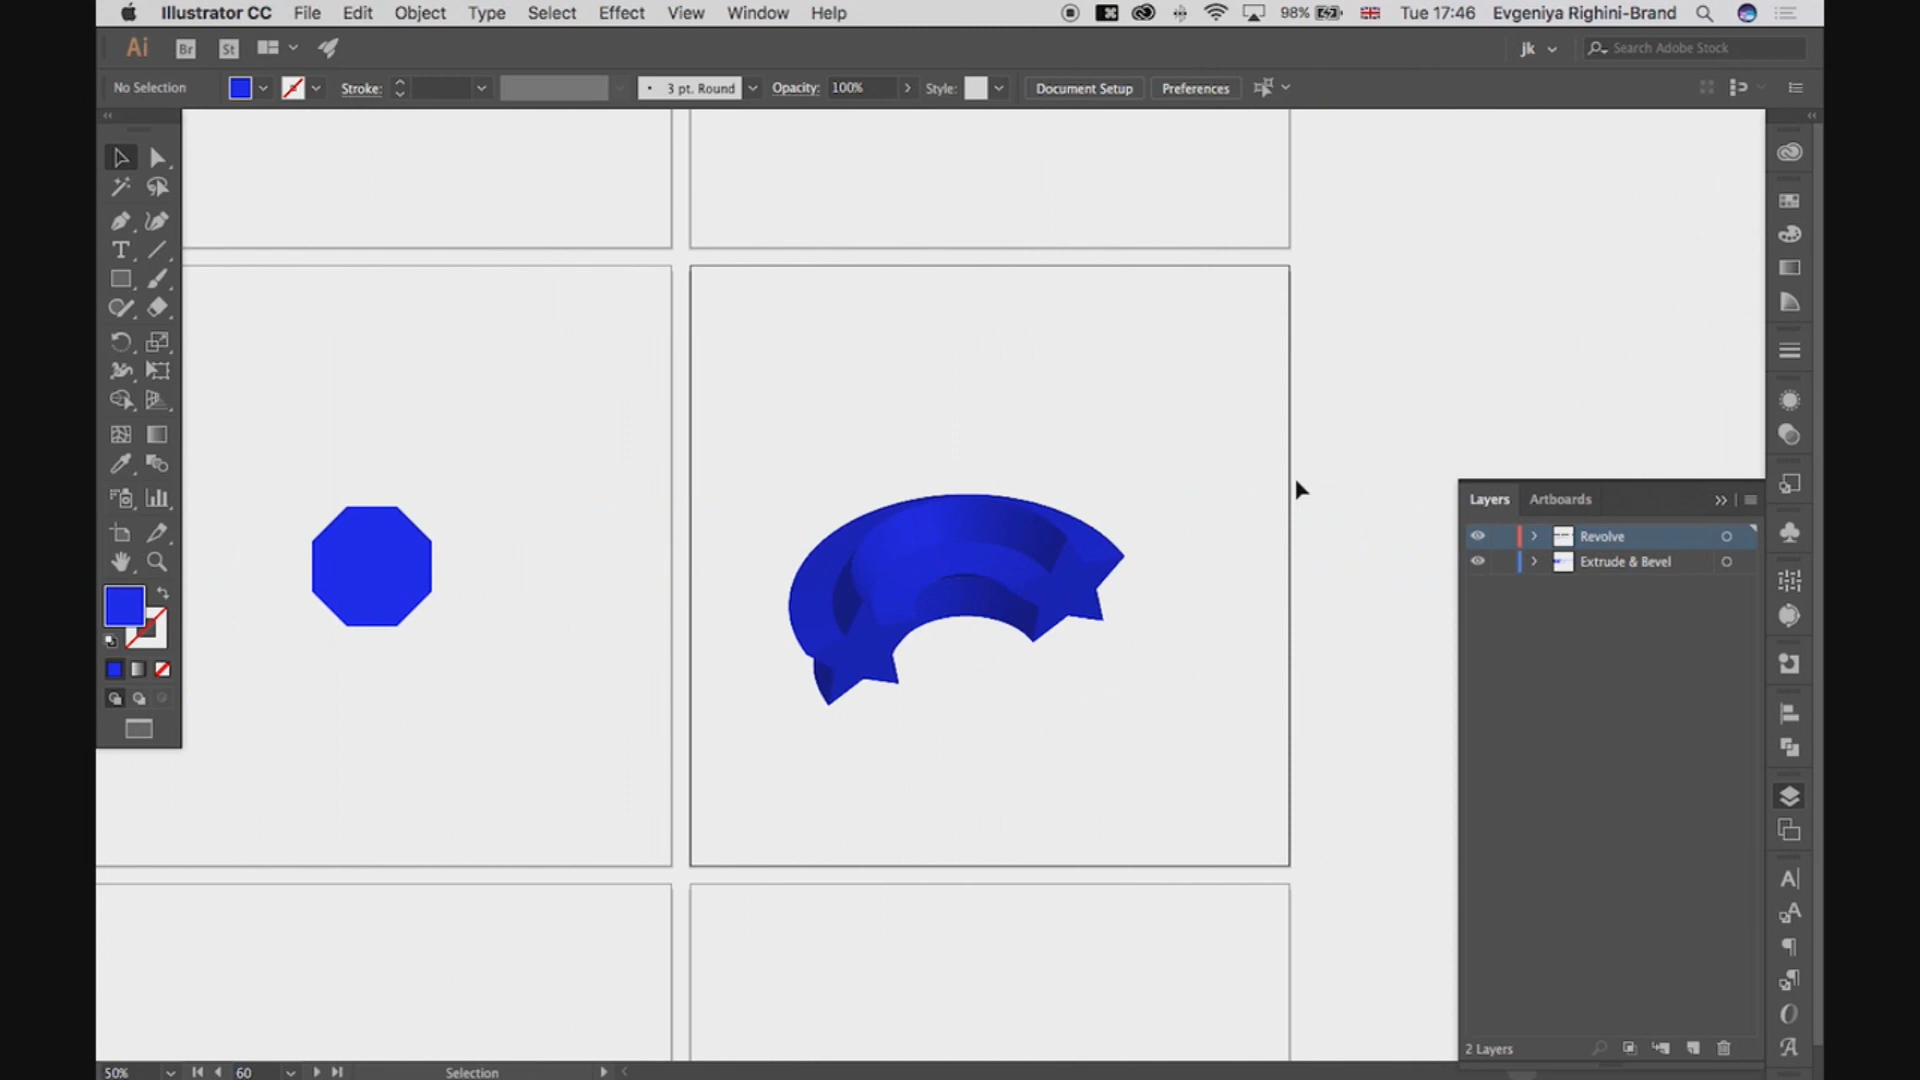 Illustrator CC File Edit Object Type Select Effect View Window Help 98% Tue 17:46 Evgeniya Righini-Brand
Ai Br St jk Search Adobe Stock
No Selection Stroke: 3 pt. Round Opacity: 100% Style: Document Setup Preferences
Layers Artboards
Revolve
Extrude & Bevel
2 Layers
50% 60 Selection